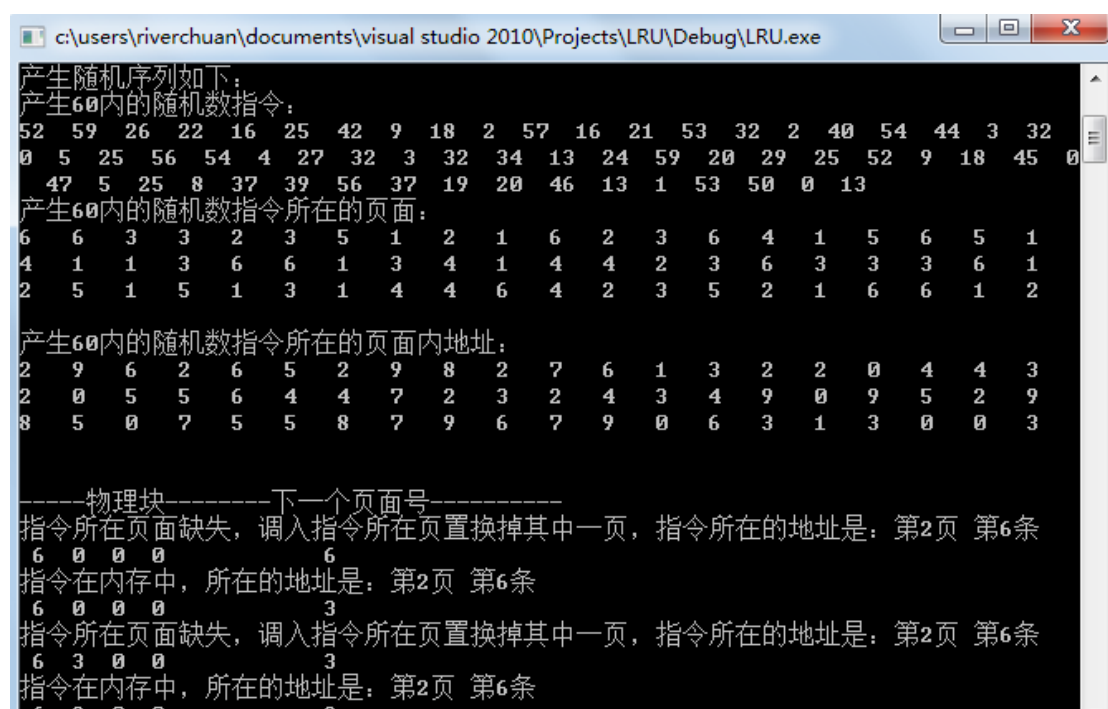 c:\users\riverchuan\documents\visual studio 2010\Projects\LRU\Debug\LRU.exe
产生随机序列如下:
产生60内的随机数指令:
52 59 26 22 16 25 42 9 18 2 57 16 21 53 32 2 40 54 44 3 32
0 5 25 56 54 4 27 32 3 32 34 13 24 59 20 29 25 52 9 18 45 0
47 5 25 8 37 39 56 37 19 20 46 13 1 53 50 0 13
产生60内的随机数指令所在的页面:
6 6 3 3 2 3 5 1 2 1 6 2 3 6 4 1 5 6 5 1
4 1 1 3 6 6 1 3 4 1 4 4 2 3 6 3 3 3 6 1
2 5 1 5 1 3 1 4 4 6 4 2 3 5 2 1 6 6 1 2
产生60内的随机数指令所在的页面内地址:
2 9 6 2 6 5 2 9 8 2 7 6 1 3 2 2 0 4 4 3
2 0 5 5 6 4 4 7 2 3 2 4 3 4 9 0 9 5 2 9
8 5 0 7 5 5 8 7 9 6 7 9 0 6 3 1 3 0 0 3
-----物理块--------下一个页面号----------
指令所在页面缺失,调入指令所在页置换掉其中一页,指令所在的地址是:第2页 第6条
6 0 0 0 6
指令在内存中,所在的地址是:第2页 第6条
6 0 0 0 3
指令所在页面缺失,调入指令所在页置换掉其中一页,指令所在的地址是:第2页 第6条
6 3 0 0 3
指令在内存中,所在的地址是:第2页 第6条